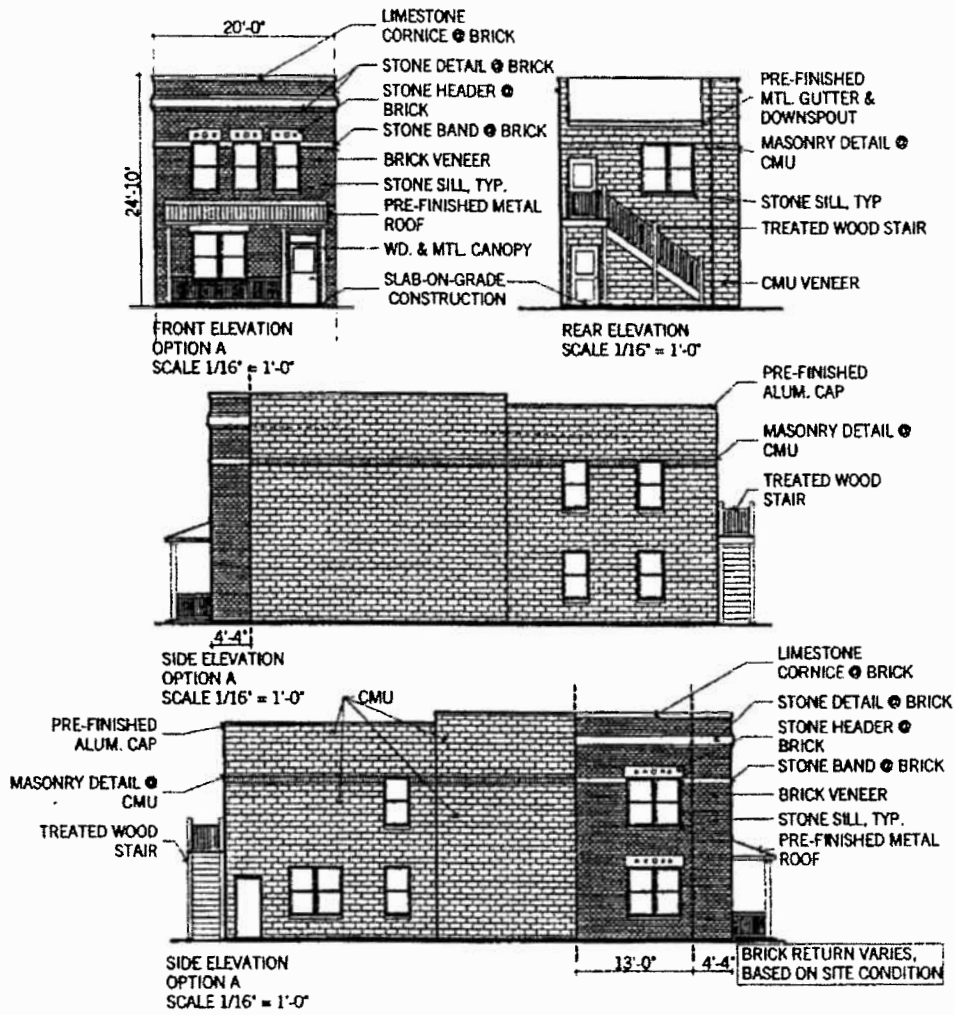 20'-0"
24'-10"
LIMESTONE
CORNICE @ BRICK
STONE DETAIL @ BRICK
STONE HEADER @
BRICK
STONE BAND @ BRICK
BRICK VENEER
STONE SILL, TYP.
PRE-FINISHED METAL
ROOF
WD. & MTL. CANOPY
SLAB-ON-GRADE
CONSTRUCTION
FRONT ELEVATION
OPTION A
SCALE 1/16" = 1'-0"
PRE-FINISHED
MTL. GUTTER &
DOWNSPOUT
MASONRY DETAIL @
CMU
STONE SILL, TYP
TREATED WOOD STAIR
CMU VENEER
REAR ELEVATION
SCALE 1/16" = 1'-0"
PRE-FINISHED
ALUM. CAP
MASONRY DETAIL @
CMU
TREATED WOOD
STAIR
4'-4"
SIDE ELEVATION
OPTION A
SCALE 1/16" = 1'-0"
CMU
PRE-FINISHED
ALUM. CAP
MASONRY DETAIL @
CMU
TREATED WOOD
STAIR
LIMESTONE
CORNICE @ BRICK
STONE DETAIL @ BRICK
STONE HEADER @
BRICK
STONE BAND @ BRICK
BRICK VENEER
STONE SILL, TYP.
PRE-FINISHED METAL
ROOF
13'-0"
4'-4"
BRICK RETURN VARIES,
BASED ON SITE CONDITION
SIDE ELEVATION
OPTION A
SCALE 1/16" = 1'-0"